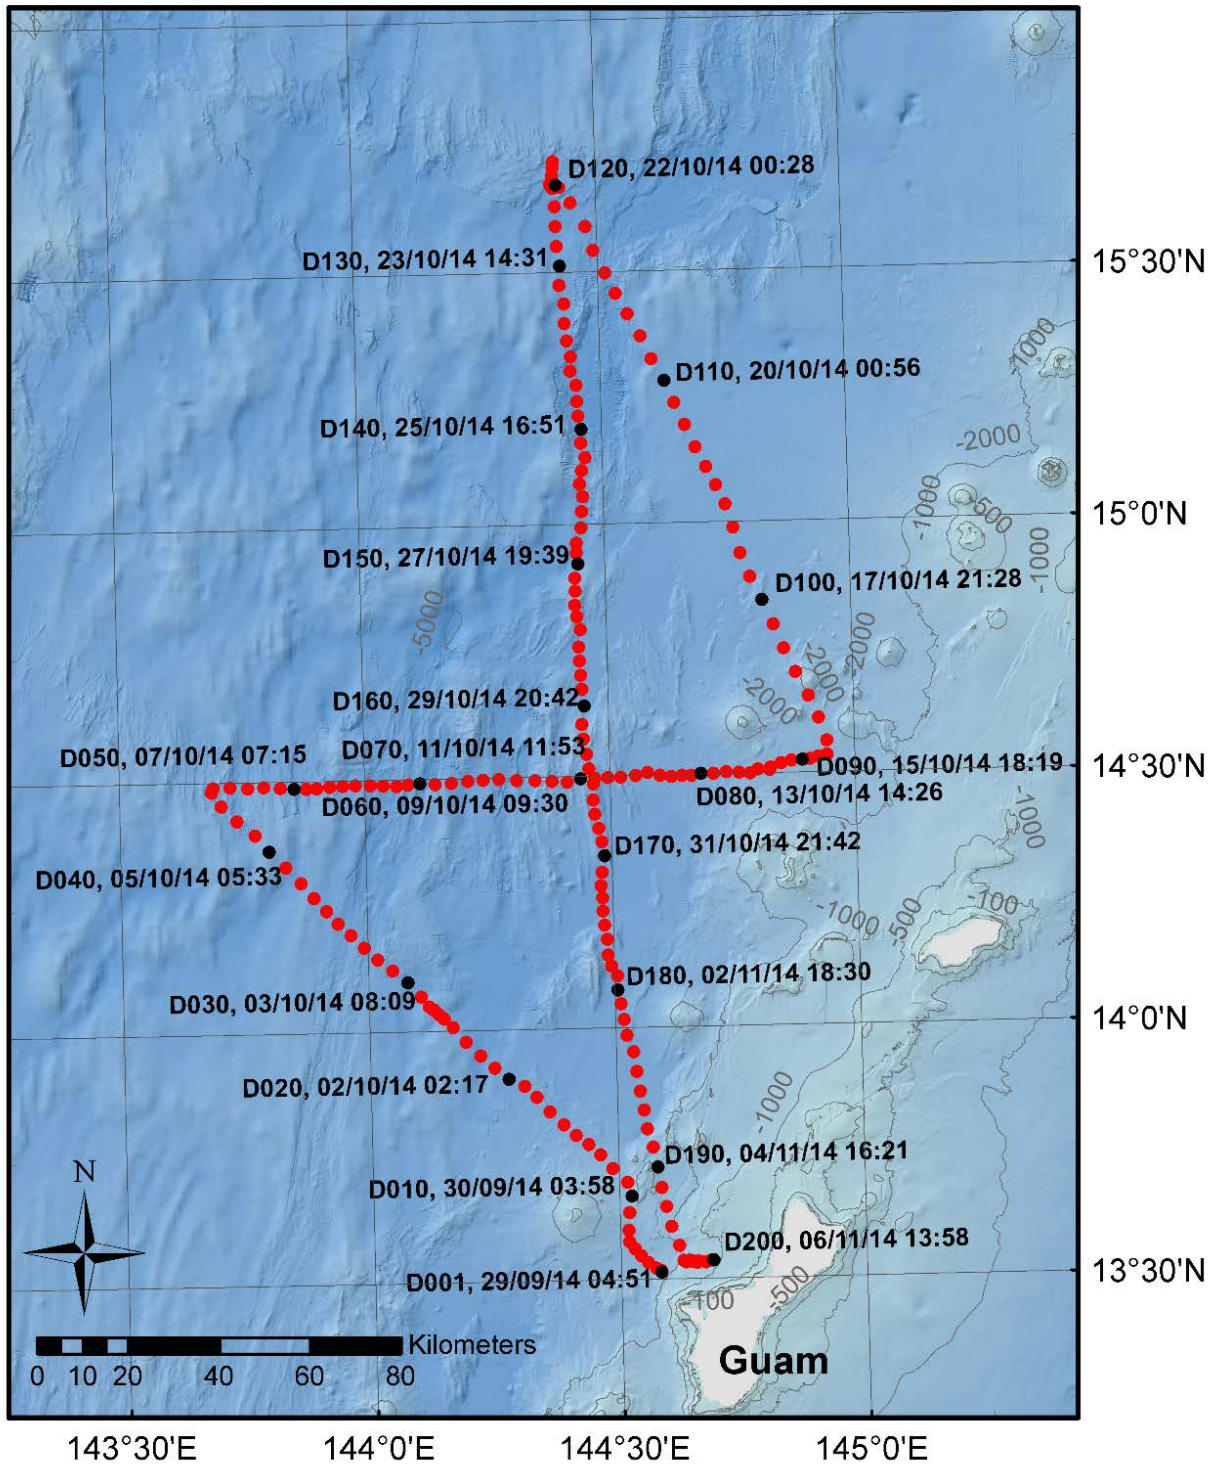 D120, 22/10/14 00:28
D130, 23/10/14 14:31
15°30'N
-1000
D110, 20/10/14 00:56
D140, 25/10/14 16:51
-2000
-1000
-500
15°0'N
D150, 27/10/14 19:39
-1000
D100, 17/10/14 21:28
-5000
-2000
-2000
D160, 29/10/14 20:42
-2000
D070, 11/10/14 11:53
D050, 07/10/14 07:15
14°30'N
D090, 15/10/14 18:19
D060, 09/10/14 09:30
D080, 13/10/14 14:26
-1000
D170, 31/10/14 21:42
D040, 05/10/14 05:33
-100
-1000
-500
D180, 02/11/14 18:30
D030, 03/10/14 08:09
14°0'N
D020, 02/10/14 02:17
-1000
D190, 04/11/14 16:21
N
D010, 30/09/14 03:58
D200, 06/11/14 13:58
D001, 29/09/14 04:51
13°30'N
-100
-500
Kilometers
0 10 20 40 60 80
Guam
143°30'E 144°0'E 144°30'E 145°0'E